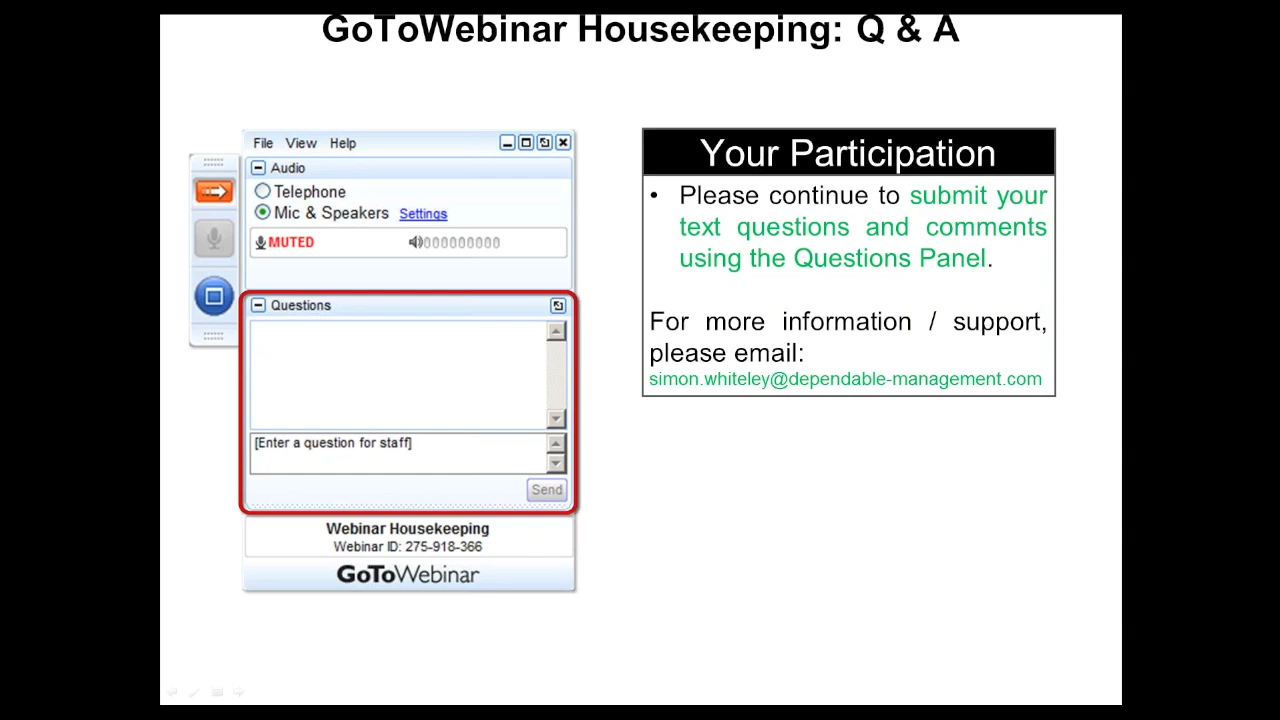 GoToWebinar Housekeeping: Q & A
File View Help
Audio
Telephone
Mic & Speakers Settings
MUTED 000000000
Questions
[Enter a question for staff]
Send
Webinar Housekeeping
Webinar ID: 275-918-366
GoToWebinar
Your Participation
• Please continue to submit your
text questions and comments
using the Questions Panel.
For more information / support,
please email:
simon.whiteley@dependable-management.com